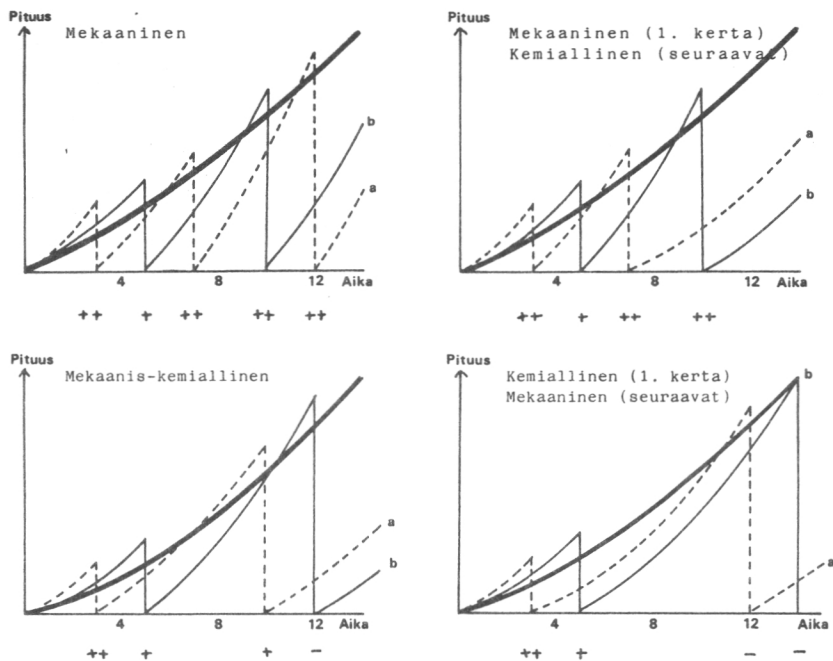 Pituus
Mekaaninen
b
a
4 8 12 Aika
++ + ++ ++ ++
Pituus
Mekaaninen (1. kerta)
Kemiallinen (seuraavat)
a
b
4 8 12 Aika
++ + ++ ++
Pituus
Mekaanis-kemiallinen
a
b
4 8 12 Aika
++ + + -
Pituus
Kemiallinen (1. kerta)
Mekaaninen (seuraavat)
b
a
4 8 12 Aika
++ + - -